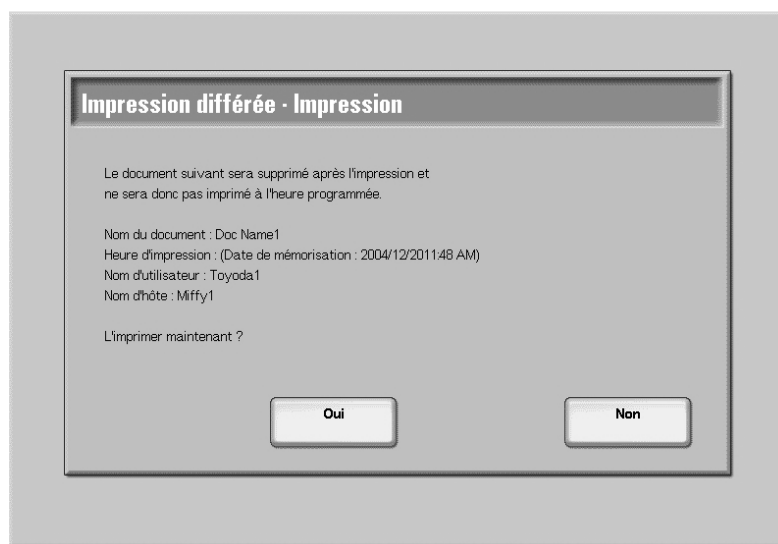 Impression différée - Impression
Le document suivant sera supprimé après l'impression et
ne sera donc pas imprimé à l'heure programmée.
Nom du document : Doc Name1
Heure d'impression : (Date de mémorisation : 2004/12/2011:48 AM)
Nom d'utilisateur : Toyoda1
Nom d'hôte : Miffy1
L'imprimer maintenant ?
Oui
Non